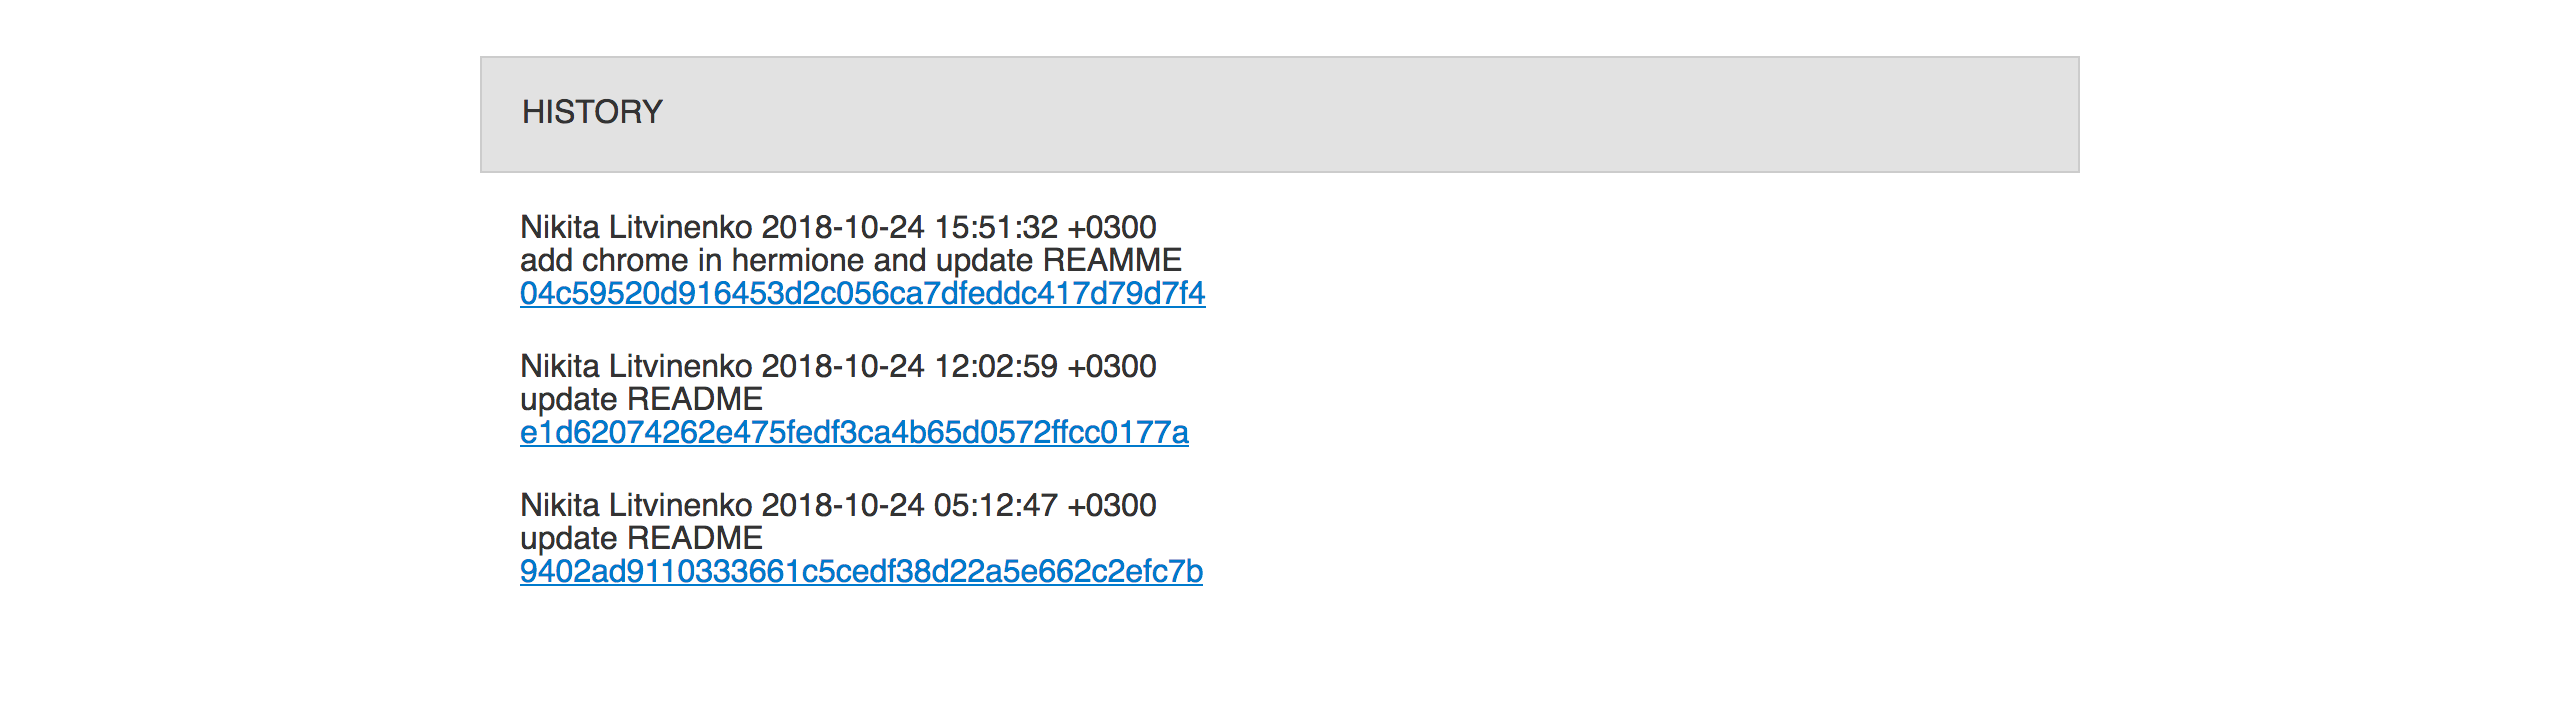 HISTORY
Nikita Litvinenko 2018-10-24 15:51:32 +0300
add chrome in hermione and update REAMME
04c59520d916453d2c056ca7dfeddc417d79d7f4
Nikita Litvinenko 2018-10-24 12:02:59 +0300
update README
e1d62074262e475fedf3ca4b65d0572ffcc0177a
Nikita Litvinenko 2018-10-24 05:12:47 +0300
update README
9402ad9110333661c5cedf38d22a5e662c2efc7b